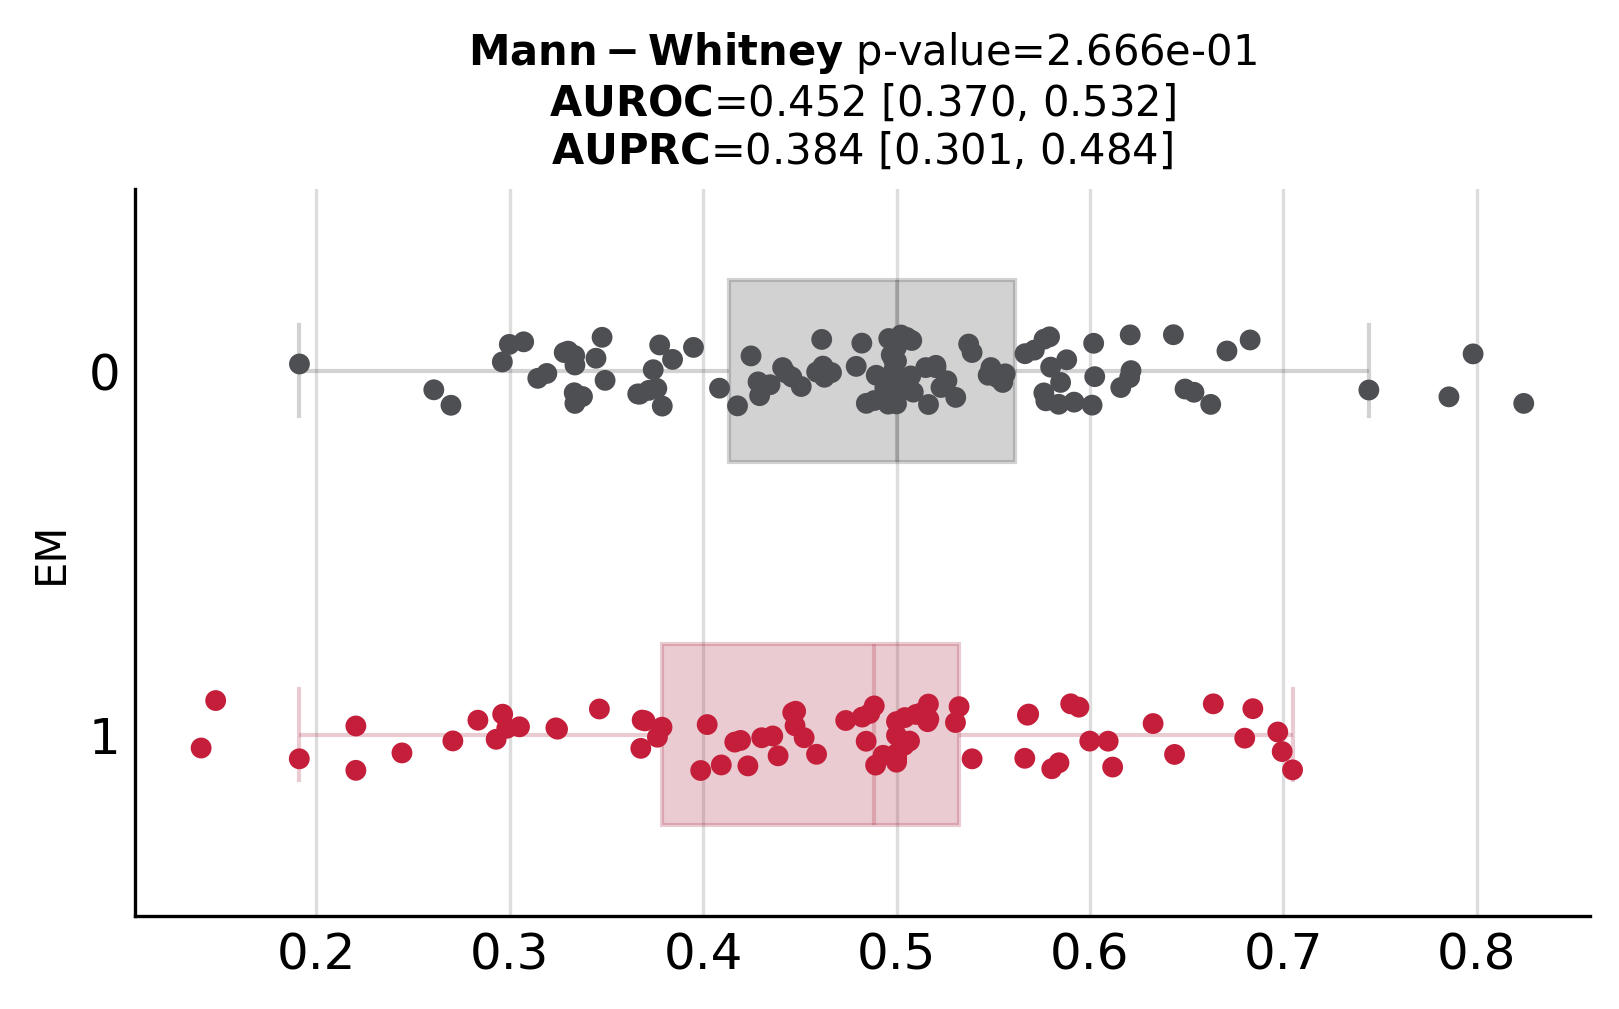 Mann − Whitney p-value=2.666e-01
AUROC=0.452 [0.370, 0.532]
AUPRC=0.384 [0.301, 0.484]
0
EM
1
0.2 0.3 0.4 0.5 0.6 0.7 0.8